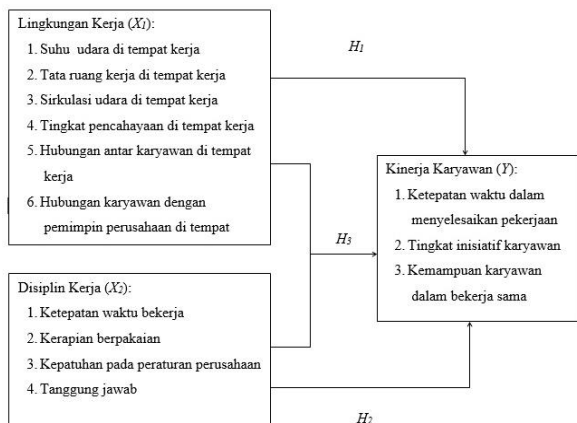 Lingkungan Kerja (X1):
1. Suhu udara di tempat kerja
2. Tata ruang kerja di tempat kerja
3. Sirkulasi udara di tempat kerja
4. Tingkat pencahayaan di tempat kerja
5. Hubungan antar karyawan di tempat
kerja
6. Hubungan karyawan dengan
pemimpin perusahaan di tempat
H1
Kinerja Karyawan (Y):
1. Ketepatan waktu dalam
menyelesaikan pekerjaan
2. Tingkat inisiatif karyawan
3. Kemampuan karyawan
dalam bekerja sama
H3
Disiplin Kerja (X2):
1. Ketepatan waktu bekerja
2. Kerapian berpakaian
3. Kepatuhan pada peraturan perusahaan
4. Tanggung jawab
H2